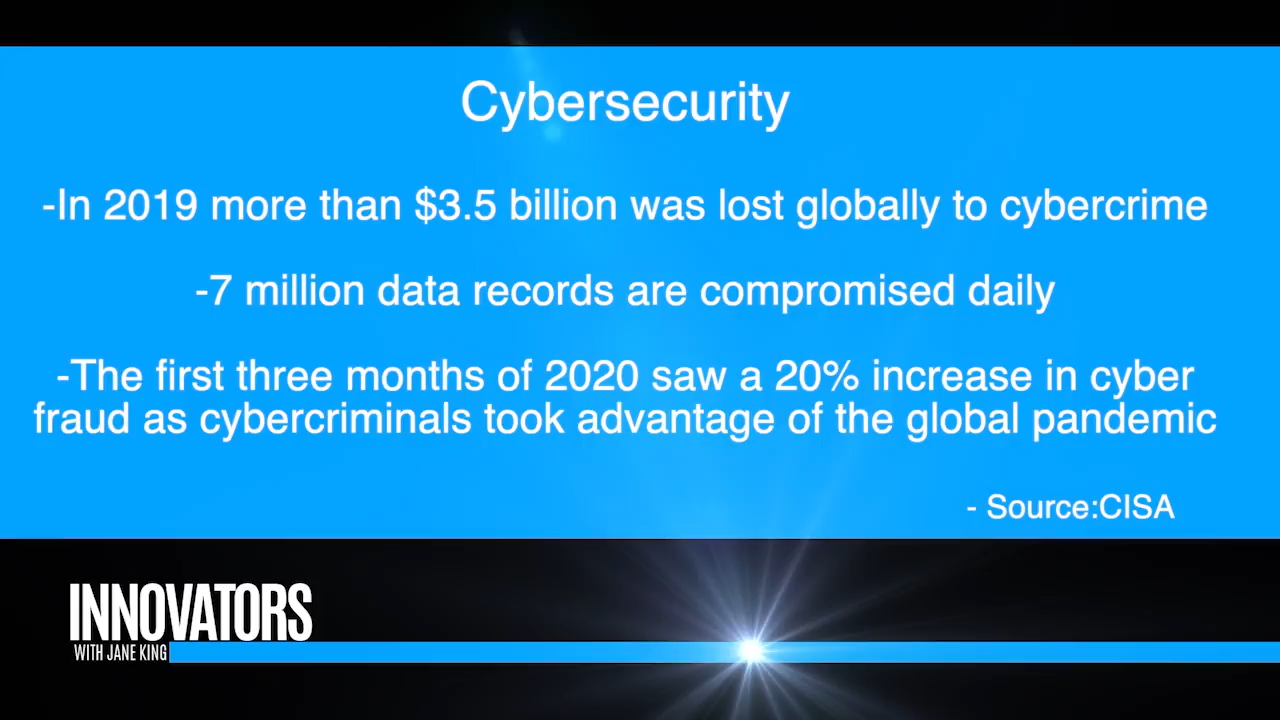 Cybersecurity
-In 2019 more than $3.5 billion was lost globally to cybercrime
-7 million data records are compromised daily
-The first three months of 2020 saw a 20% increase in cyber
fraud as cybercriminals took advantage of the global pandemic
- Source:CISA
INNOVATORS
WITH JANE KING